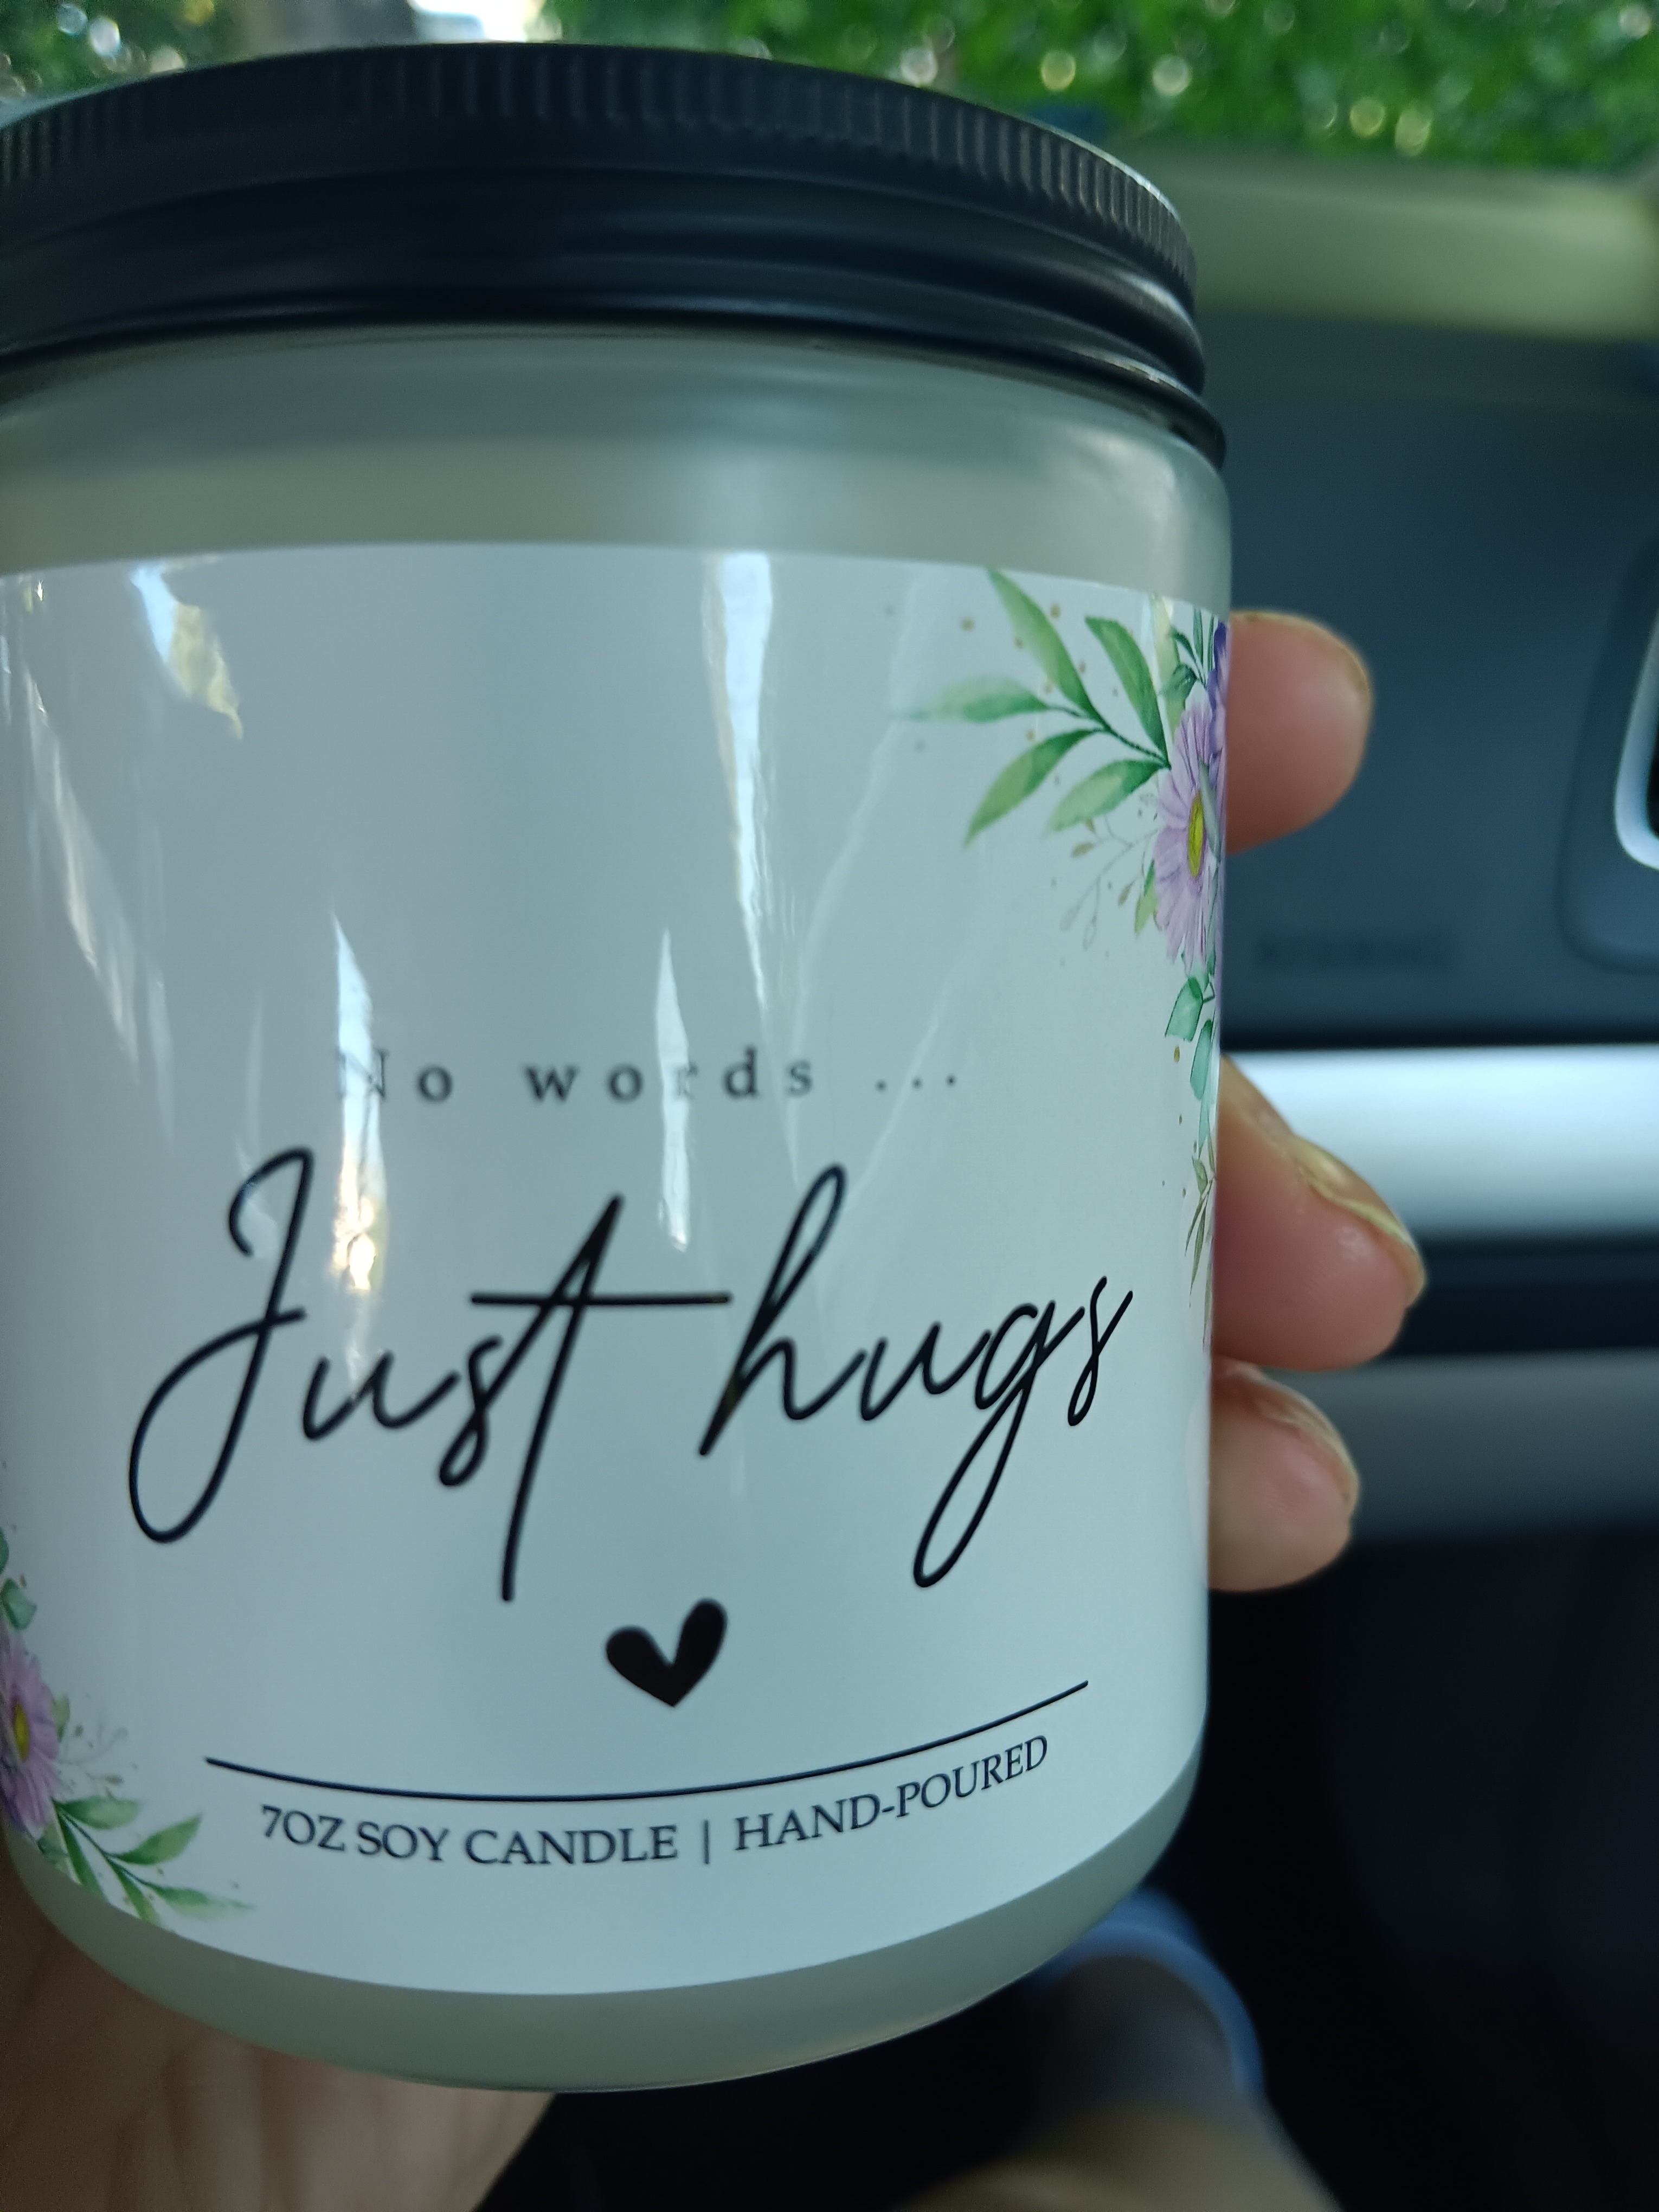 No words ...
Just hugs
7OZ SOY CANDLE | HAND-POURED